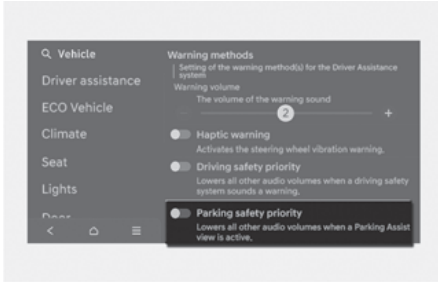 Vehicle
Driver assistance
ECO Vehicle
Climate
Seat
Lights
Door
Warning methods
Setting of the warning method(s) for the Driver Assistance
system
Warning volume
The volume of the warning sound
2
Haptic warning
Activates the steering wheel vibration warning.
Driving safety priority
Lowers all other audio volumes when a driving safety
system sounds a warning.
Parking safety priority
Lowers all other audio volumes when a Parking Assist
view is active.